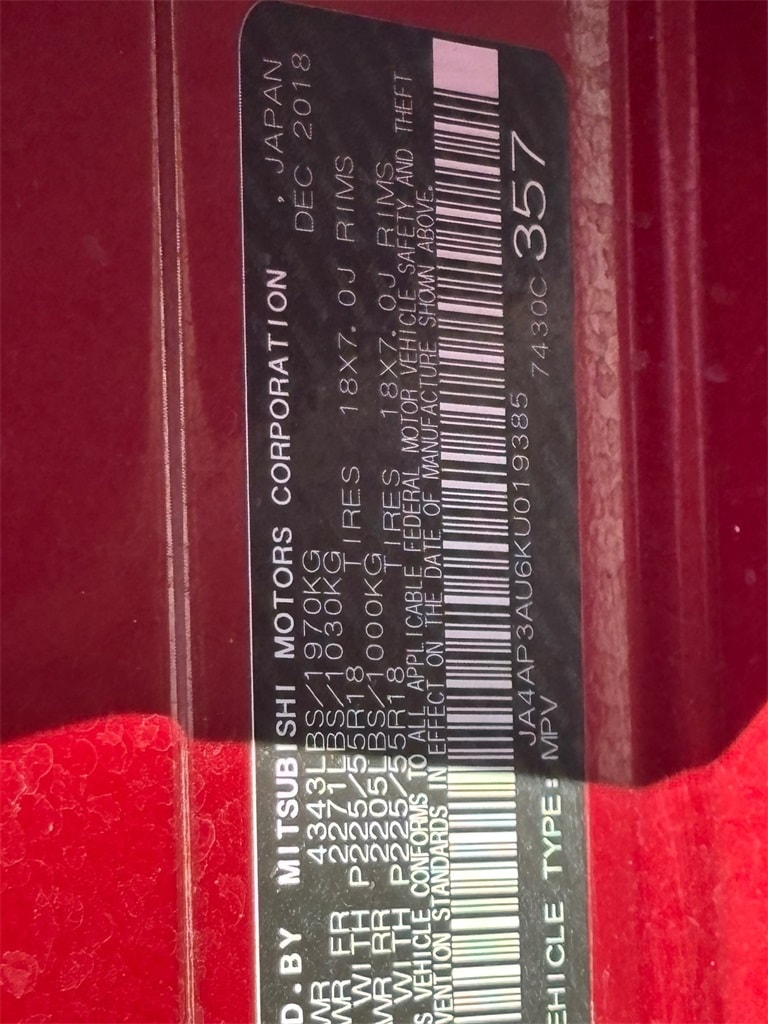 D.BY MITSUBISHI MOTORS CORPORATION , JAPAN
WR 4343LBS/1970KG DEC 2018
WR FR 2271LBS/1030KG
WITH P225/55R18 TIRES 18X7.0J RIMS
WR RR 2205LBS/1000KG
WITH P225/55R18 TIRES 18X7.0J RIMS
S VEHICLE CONFORMS TO ALL APPLICABLE FEDERAL MOTOR VEHICLE SAFETY AND THEFT
VENTION STANDARDS IN EFFECT ON THE DATE OF MANUFACTURE SHOWN ABOVE.
JA4AP3AU6KU019385
EHICLE TYPE: MPV 7430C 357